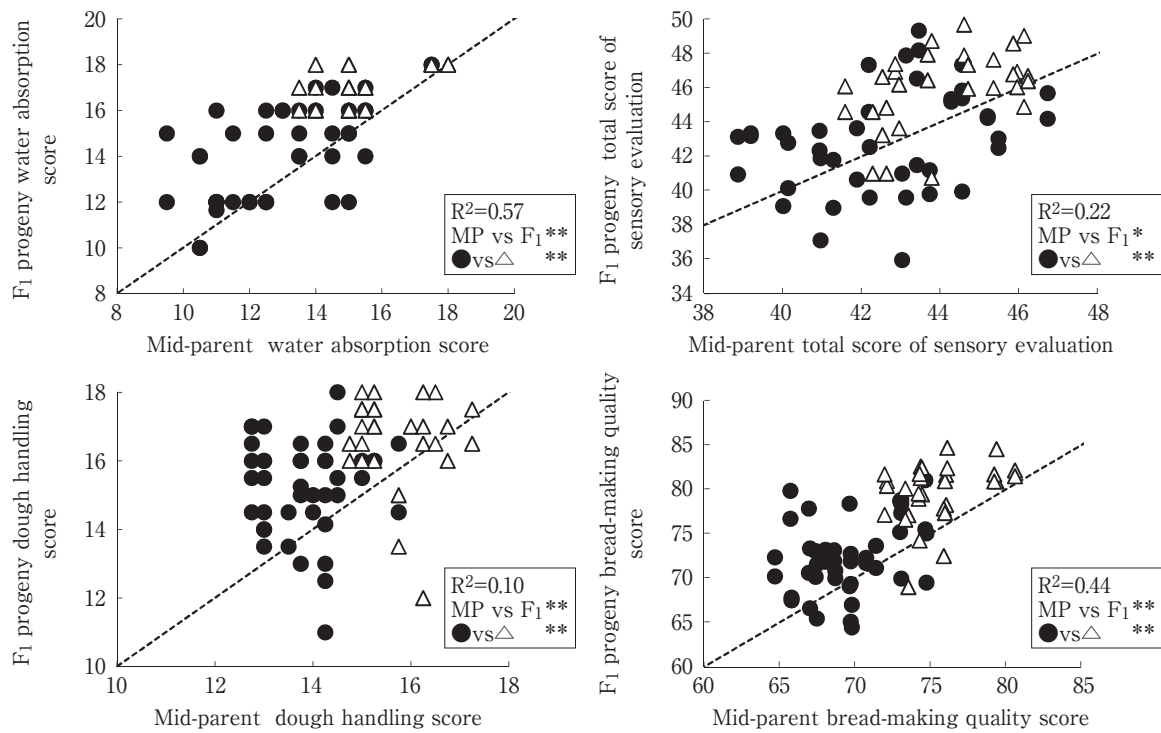 F1 progeny water absorption
score
20
18
16
14
12
10
8
8 10 12 14 16 18 20
R2=0.57
MP vs F1**
●vs△ **
Mid-parent water absorption score
F1 progeny total score of
sensory evaluation
50
48
46
44
42
40
38
36
34
38 40 42 44 46 48
R2=0.22
MP vs F1*
●vs△ **
Mid-parent total score of sensory evaluation
F1 progeny dough handling
score
18
16
14
12
10
10 12 14 16 18
R2=0.10
MP vs F1**
●vs△ **
Mid-parent dough handling score
F1 progeny bread-making quality
score
90
85
80
75
70
65
60
60 65 70 75 80 85
R2=0.44
MP vs F1**
●vs△ **
Mid-parent bread-making quality score